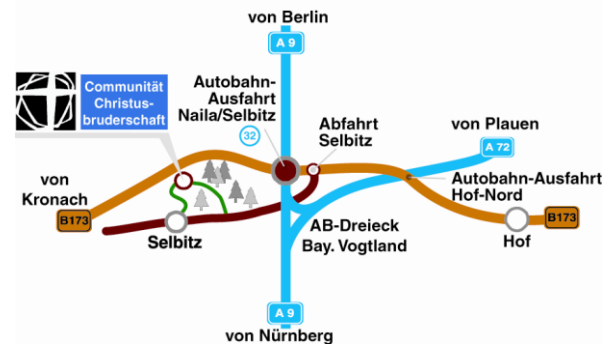 von Berlin
A 9
Communität
Christus-
bruderschaft
Autobahn-
Ausfahrt
Naila/Selbitz
32
Abfahrt
Selbitz
von Plauen
A 72
von
Kronach
B173
Autobahn-Ausfahrt
Hof-Nord
Selbitz
AB-Dreieck
Bay. Vogtland
Hof
B173
A 9
von Nürnberg